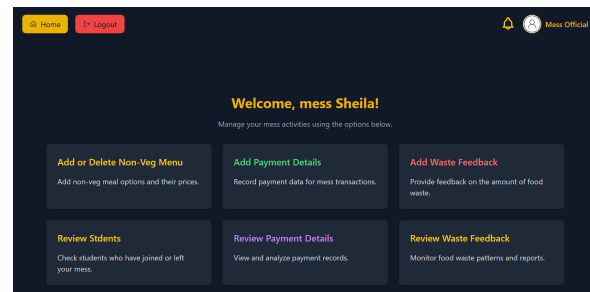 Home
Logout
Mess Official
Welcome, mess Sheila!
Manage your mess activities using the options below.
Add or Delete Non-Veg Menu
Add non-veg meal options and their prices.
Add Payment Details
Record payment data for mess transactions.
Add Waste Feedback
Provide feedback on the amount of food
waste.
Review Stdents
Check students who have joined or left
your mess.
Review Payment Details
View and analyze payment records.
Review Waste Feedback
Monitor food waste patterns and reports.